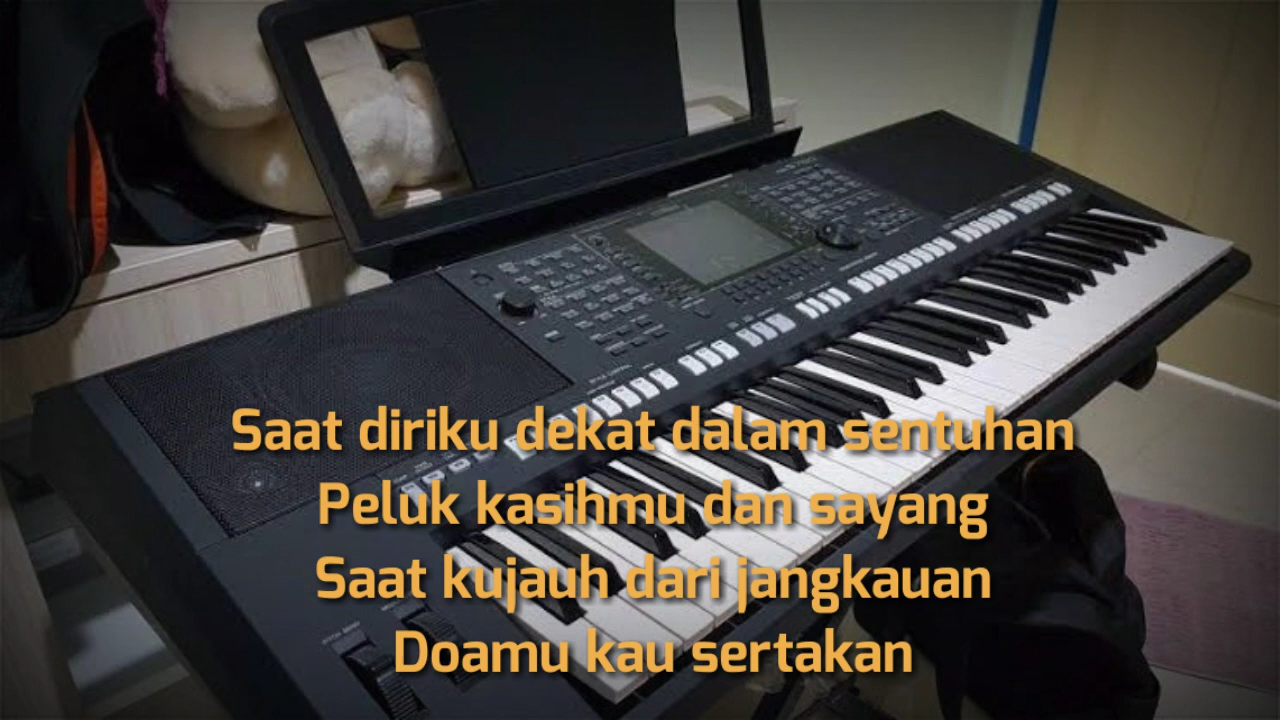 Saat diriku dekat dalam sentuhan
Peluk kasihmu dan sayang
Saat kujauh dari jangkauan
Doamu kau sertakan